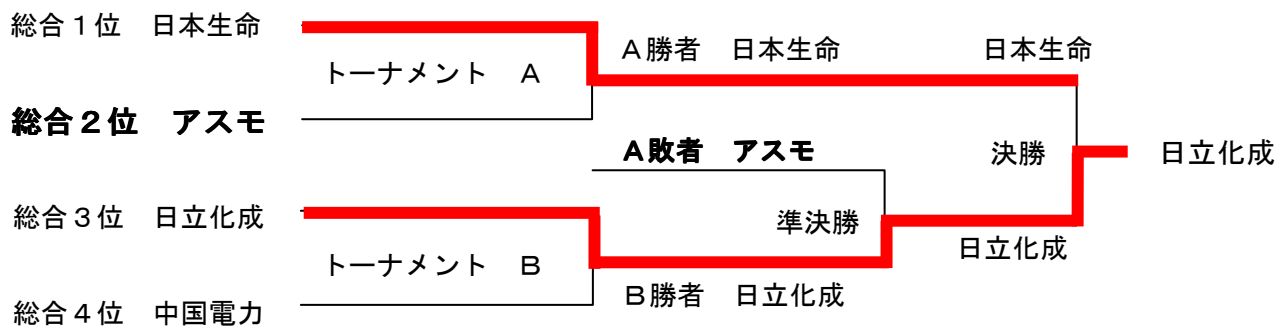 総合１位　日本生命
トーナメント　Ａ
総合２位　アスモ
総合３位　日立化成
トーナメント　Ｂ
総合４位　中国電力
Ａ勝者　日本生命
Ａ敗者　アスモ
準決勝
Ｂ勝者　日立化成
日本生命
決勝
日立化成
日立化成